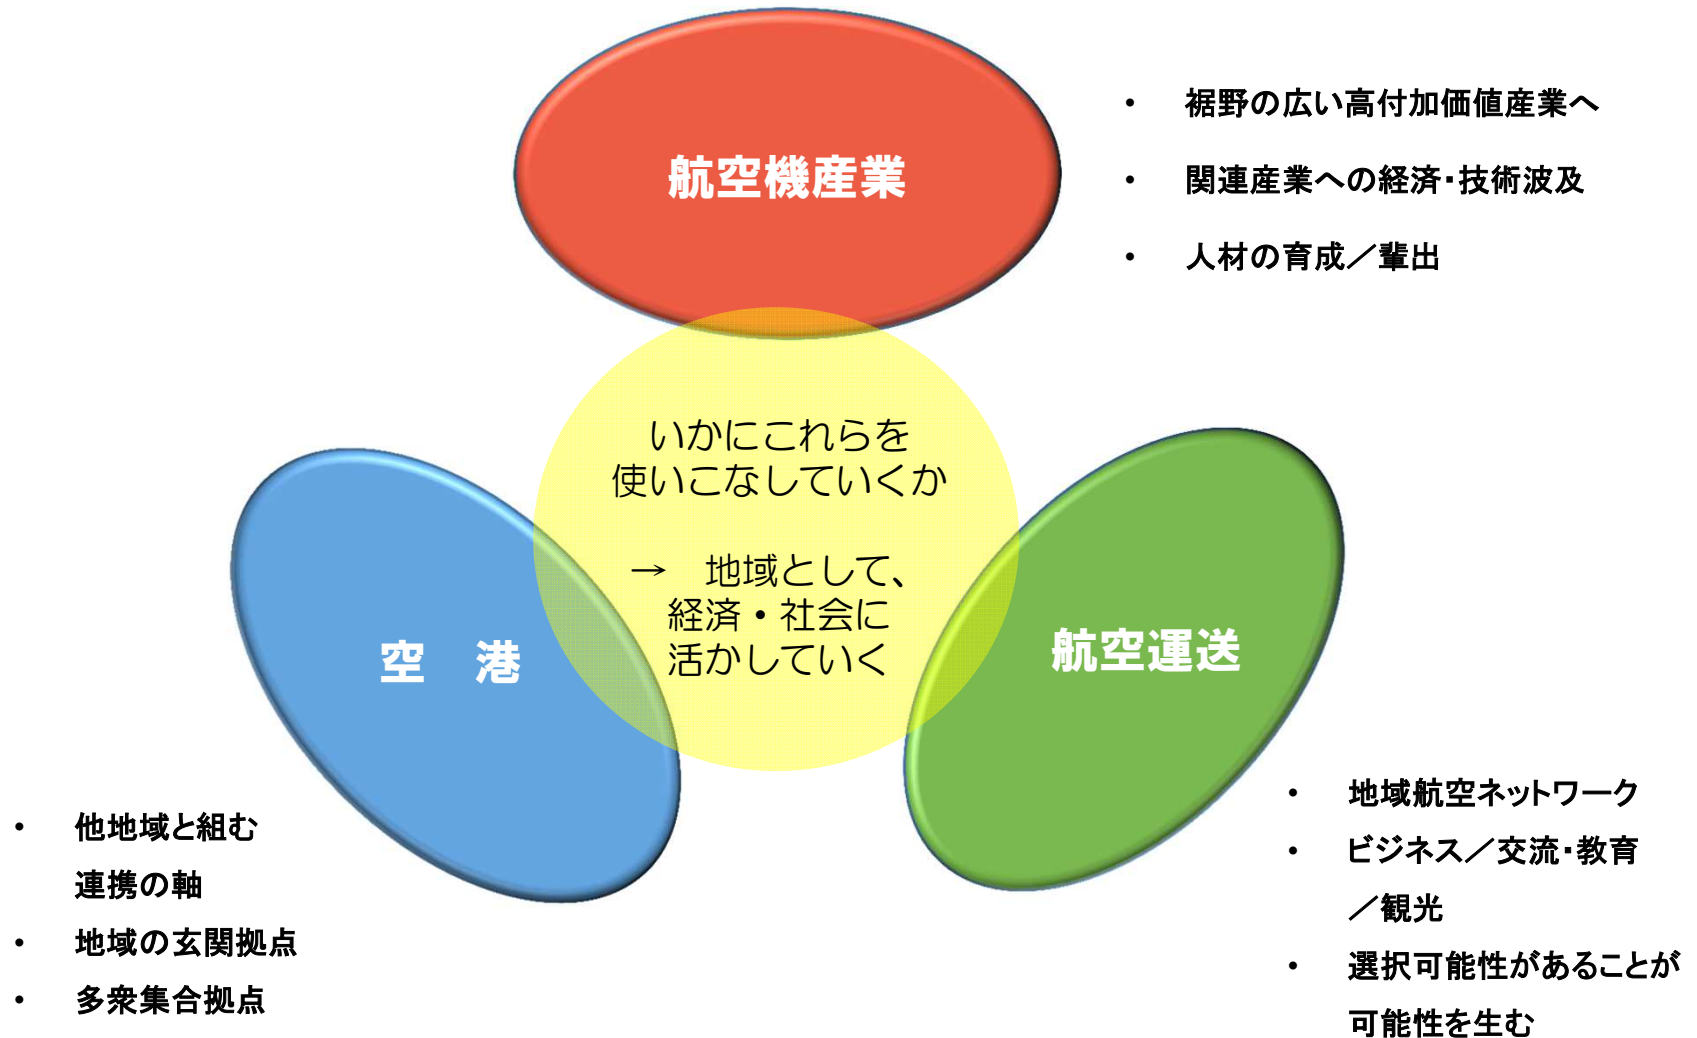 航空機産業
・ 裾野の広い高付加価値産業へ
・ 関連産業への経済・技術波及
・ 人材の育成／輩出
いかにこれらを
使いこなしていくか
→ 地域として、
経済・社会に
活かしていく
空 港
航空運送
・ 他地域と組む
連携の軸
・ 地域の玄関拠点
・ 多衆集合拠点
・ 地域航空ネットワーク
・ ビジネス／交流・教育
／観光
・ 選択可能性があることが
可能性を生む